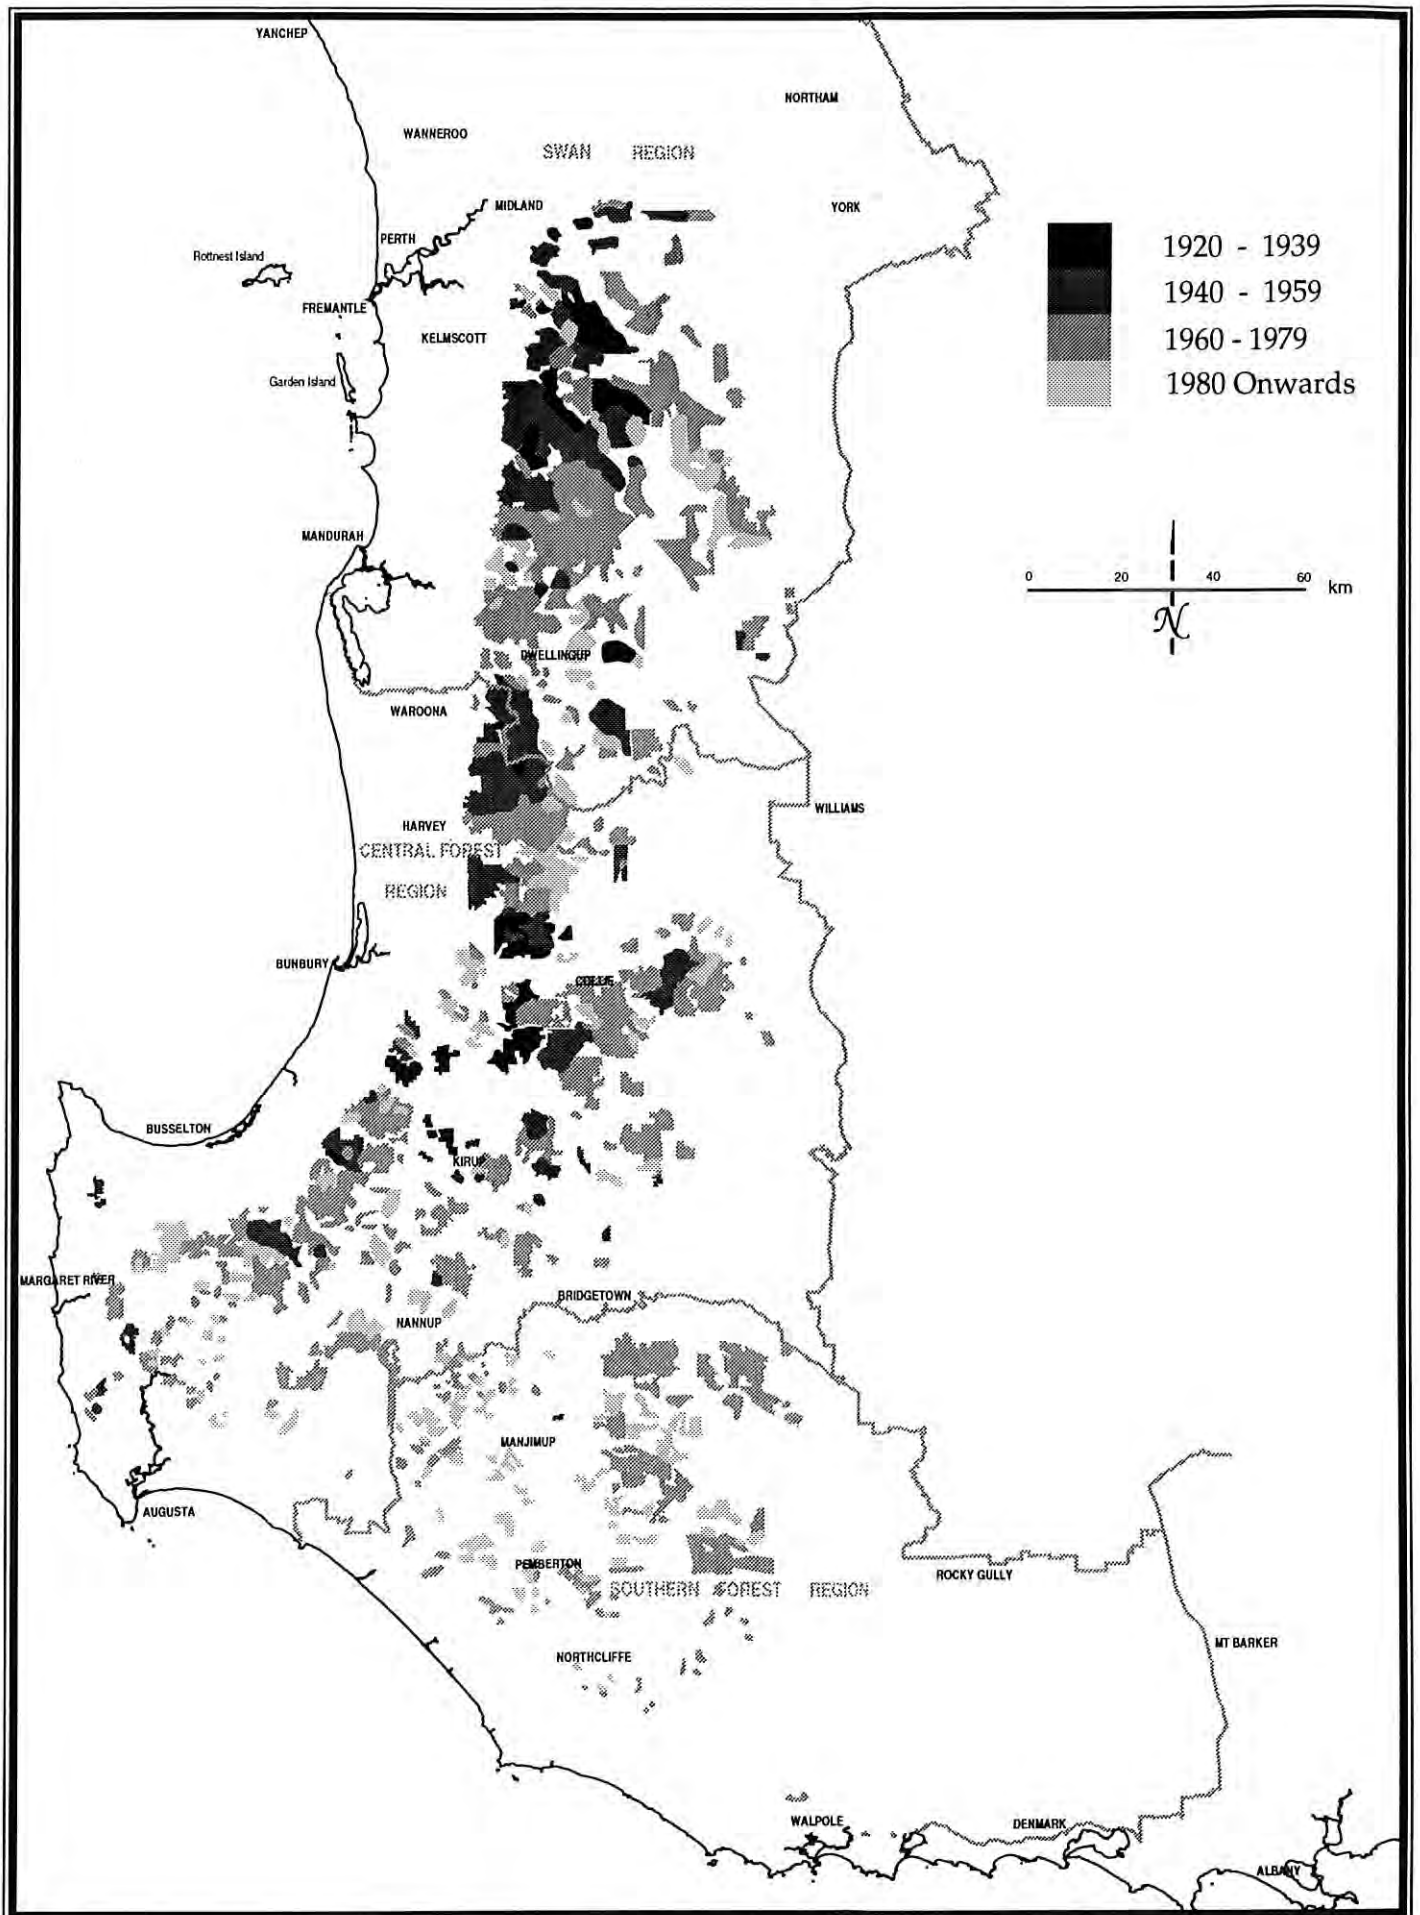 YANCHEP
NORTHAM
WANNEROO
SWAN REGION
MIDLAND
YORK
PERTH
Rottnest Island
1920 - 1939
1940 - 1959
1960 - 1979
1980 Onwards
FREMANTLE
KELMSCOTT
Garden Island
MANDURAH
0 20 40 60 km
N
DWELLINGUP
WAROONA
WILLIAMS
HARVEY
CENTRAL FOREST
REGION
BUNBURY
COLLIE
BUSSELTON
KIRUP
MARGARET RIVER
BRIDGETOWN
NANNUP
MANJIMUP
AUGUSTA
PEMBERTON
ROCKY GULLY
SOUTHERN FOREST REGION
MT BARKER
NORTHCLIFFE
WALPOLE
DENMARK
ALBANY